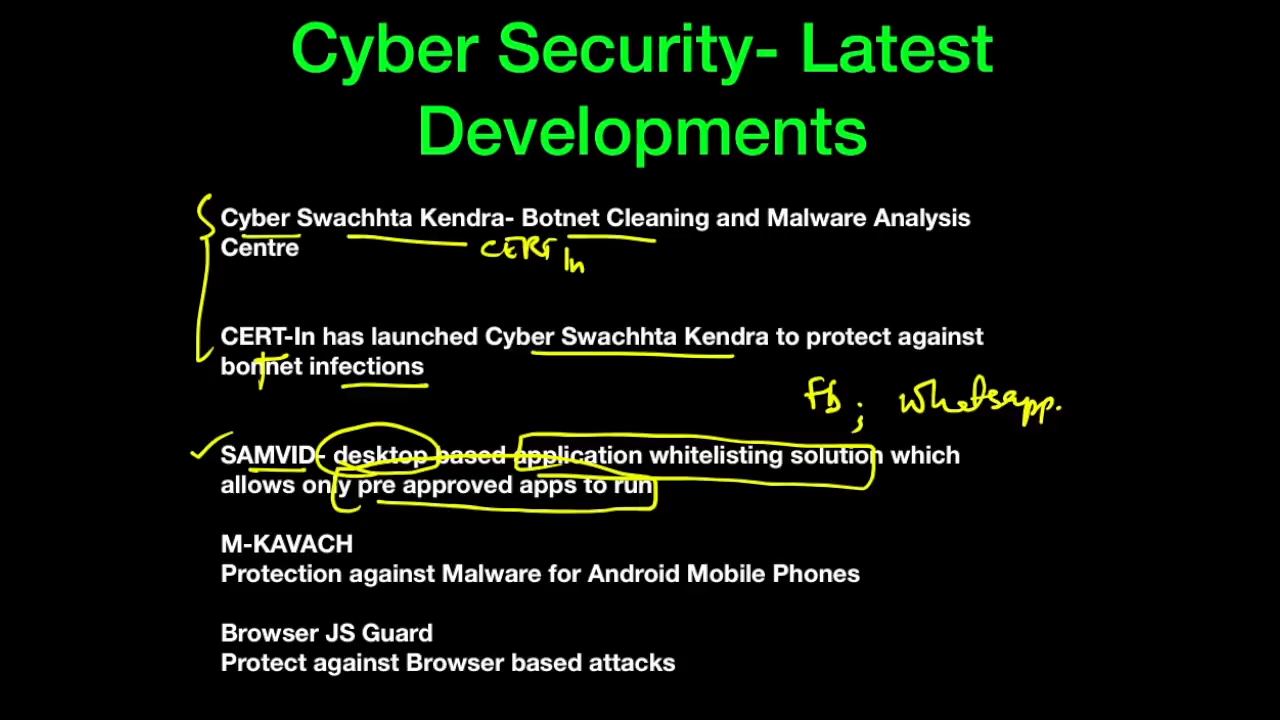 Cyber Security- Latest
Developments
Cyber Swachhta Kendra- Botnet Cleaning and Malware Analysis
Centre
CERT In
CERT-In has launched Cyber Swachhta Kendra to protect against
bonnet infections
t
Fb ; whatsapp.
SAMVID- desktop based application whitelisting solution which
allows only pre approved apps to run
M-KAVACH
Protection against Malware for Android Mobile Phones
Browser JS Guard
Protect against Browser based attacks